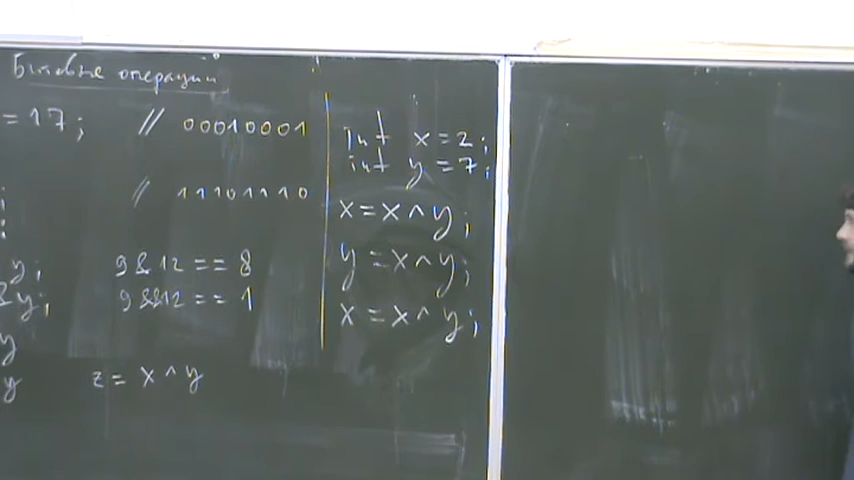 Битовые операции
= 17; // 00010001
// 11101110
y; 9 & 12 == 8
& y; 9 && 12 == 1
y
y z = x ^ y
int x = 2;
int y = 7;
x = x ^ y;
y = x ^ y;
x = x ^ y;